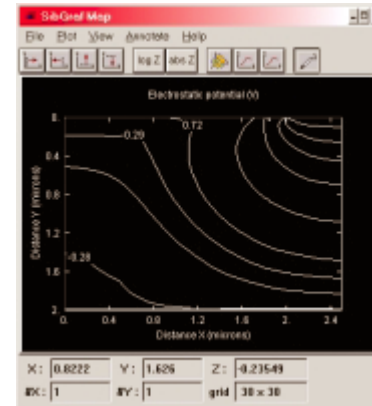 SibGraf Map
File Plot View Annotate Help
log Z abs Z
Electrostatic potential (V)
0.
0.4
0.8
1.2
1.6
2.
Distance Y (microns)
0.72
0.29
-0.28
0. 0.4 0.8 1.2 1.6 2. 2.4
Distance X (microns)
X: 0.8222 Y: 1.626 Z: -0.23549
#X: 1 #Y: 1 grid 30 x 30